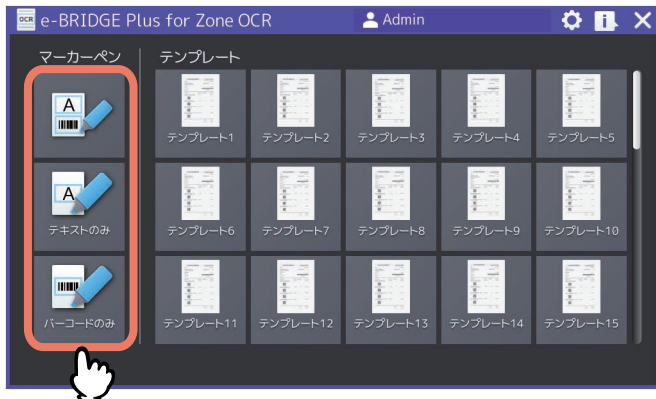 OCR e-BRIDGE Plus for Zone OCR Admin
マーカーペン テンプレート
A
テンプレート1 テンプレート2 テンプレート3 テンプレート4 テンプレート5
A
テキストのみ テンプレート6 テンプレート7 テンプレート8 テンプレート9 テンプレート10
バーコードのみ テンプレート11 テンプレート12 テンプレート13 テンプレート14 テンプレート15